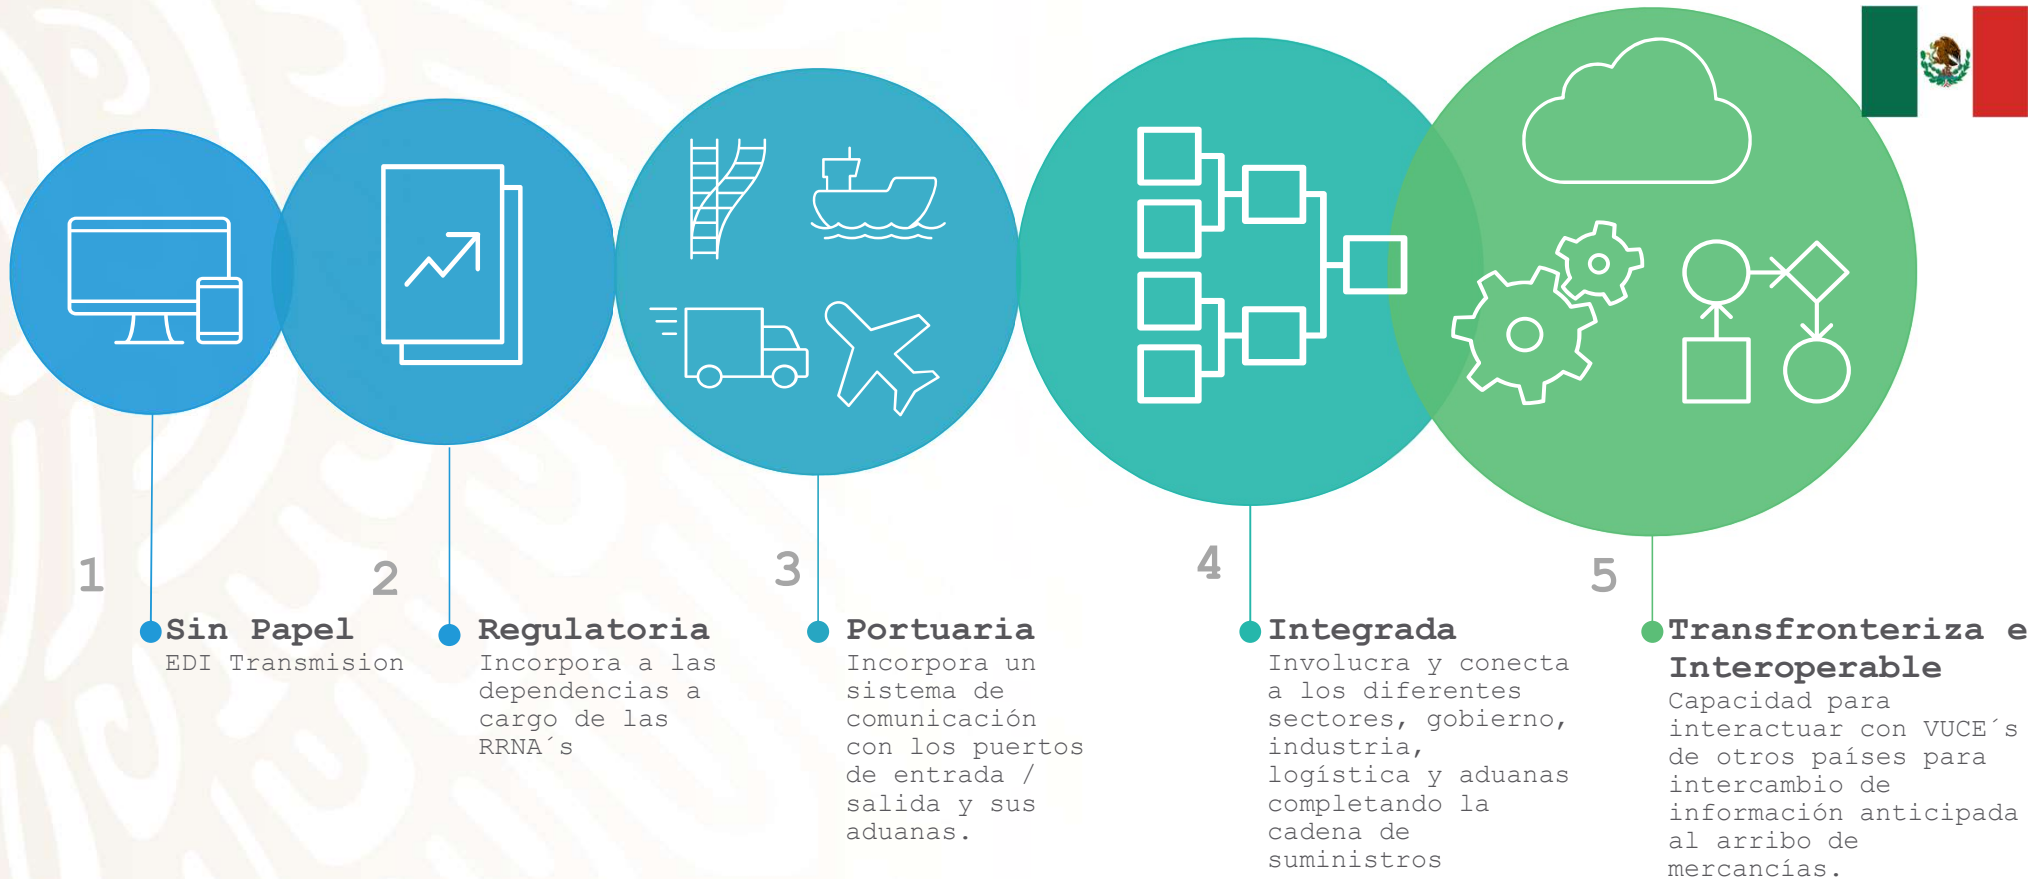 1
Sin Papel
EDI Transmision
2
Regulatoria
Incorpora a las
dependencias a
cargo de las
RRNA´s
3
Portuaria
Incorpora un
sistema de
comunicación
con los puertos
de entrada /
salida y sus
aduanas.
4
Integrada
Involucra y conecta
a los diferentes
sectores, gobierno,
industria,
logística y aduanas
completando la
cadena de
suministros
5
Transfronteriza e
Interoperable
Capacidad para
interactuar con VUCE´s
de otros países para
intercambio de
información anticipada
al arribo de
mercancías.